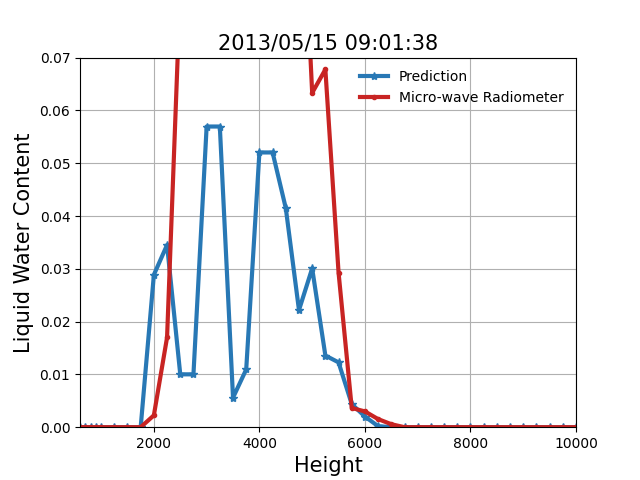 2013/05/15 09:01:38
0.07
0.06
0.05
0.04
0.03
0.02
0.01
0.00
Liquid Water Content
Prediction
Micro-wave Radiometer
2000 4000 6000 8000 10000
Height